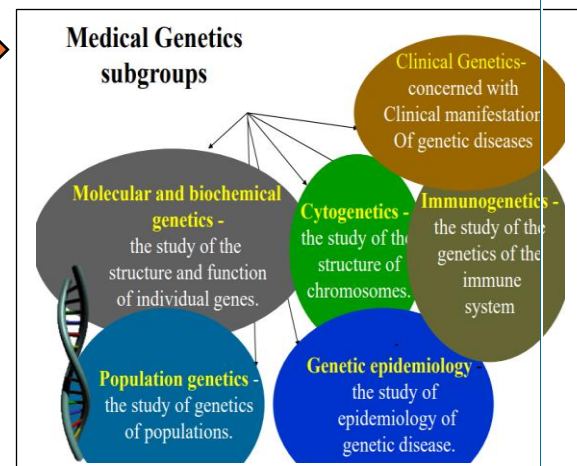 Medical Genetics
subgroups
Clinical Genetics-
concerned with
Clinical manifestation
Of genetic diseases
Molecular and biochemical
genetics -
the study of the
structure and function
of individual genes.
Cytogenetics -
the study of the
structure of
chromosomes.
Immunogenetics -
the study of the
genetics of the
immune
system
Population genetics -
the study of genetics
of populations.
Genetic epidemiology -
the study of
epidemiology of
genetic disease.